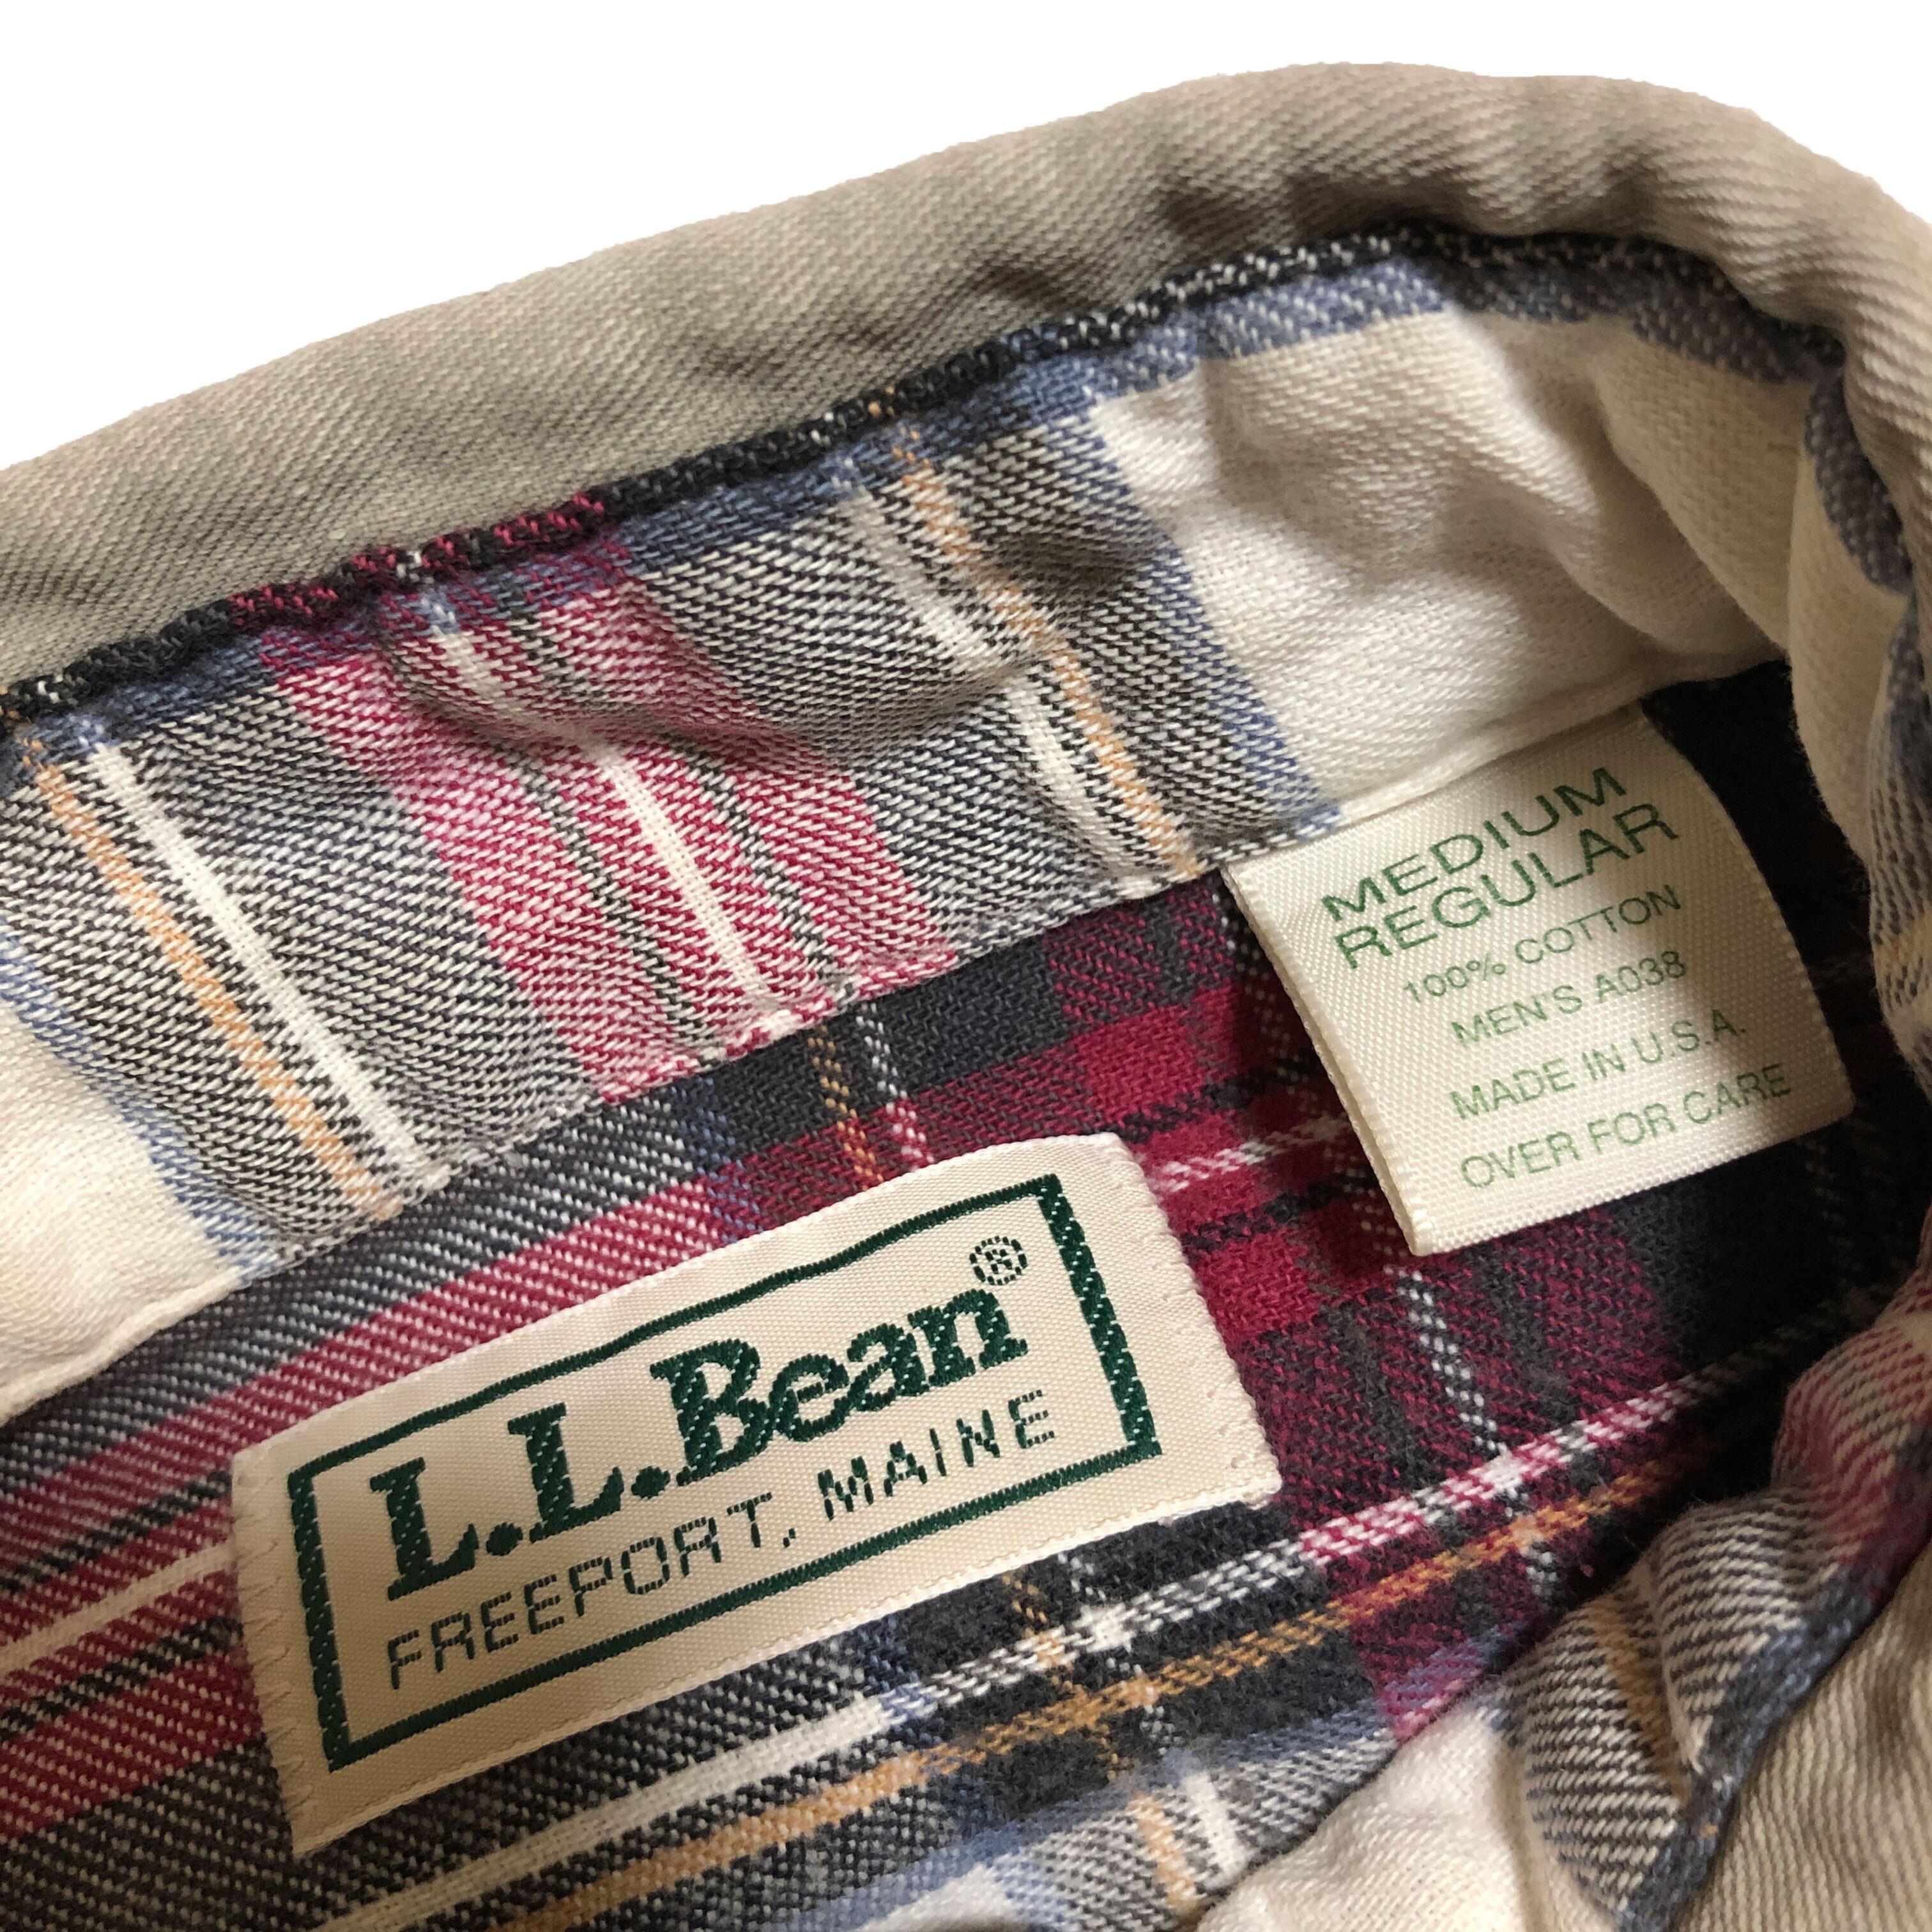 MEDIUM
REGULAR
100% COTTON
MEN'S A038
MADE IN U.S.A.
OVER FOR CARE
L.L.Bean®
FREEPORT, MAINE